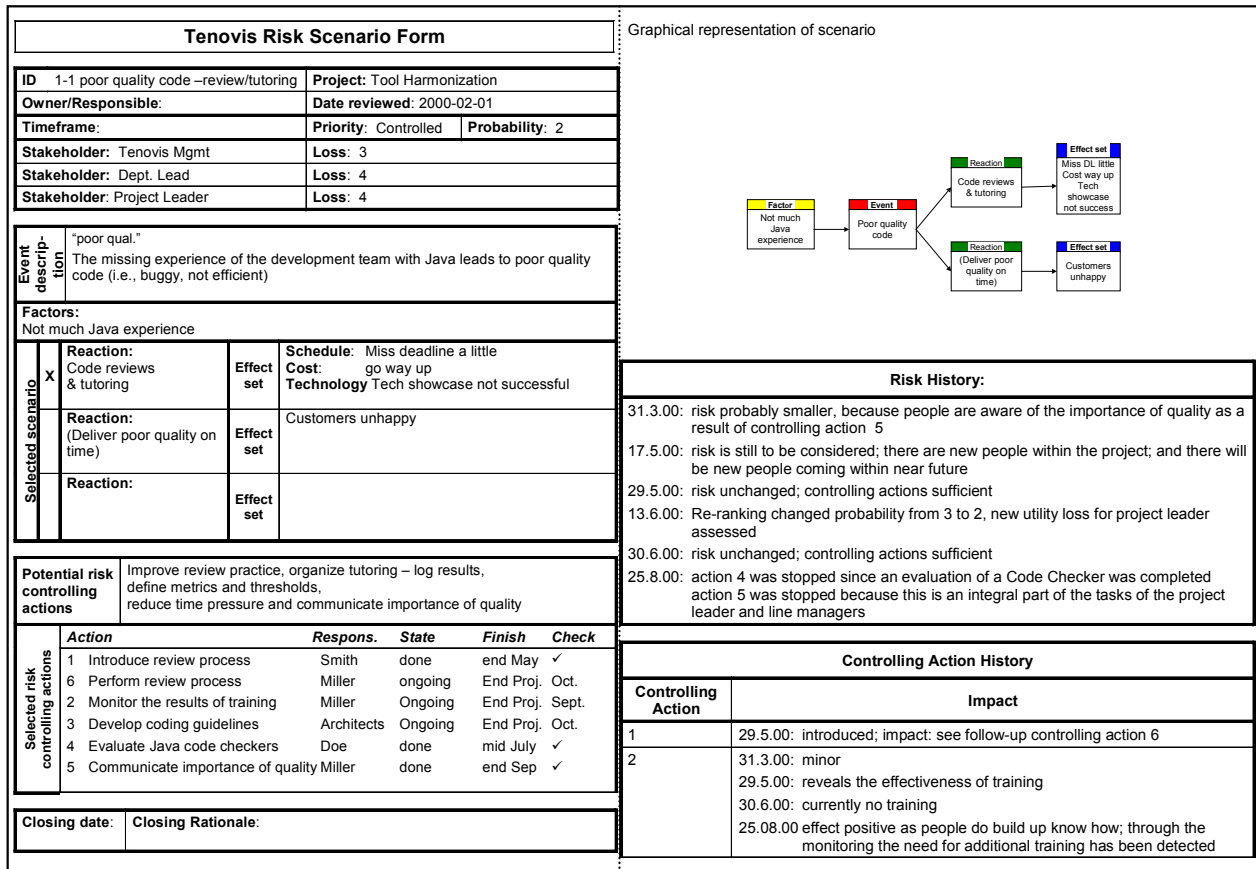 Tenovis Risk Scenario Form
ID 1-1 poor quality code –review/tutoring Project: Tool Harmonization
Owner/Responsible: Date reviewed: 2000-02-01
Timeframe: Priority: Controlled Probability: 2
Stakeholder: Tenovis Mgmt Loss: 3
Stakeholder: Dept. Lead Loss: 4
Stakeholder: Project Leader Loss: 4
Event descrip-tion
“poor qual.”
The missing experience of the development team with Java leads to poor quality
code (i.e., buggy, not efficient)
Factors:
Not much Java experience
Selected scenario
X
Reaction:
Code reviews
& tutoring
Effect
set
Schedule: Miss deadline a little
Cost: go way up
Technology Tech showcase not successful
Reaction:
(Deliver poor quality on
time)
Effect
set
Customers unhappy
Reaction:
Effect
set
Potential risk
controlling
actions
Improve review practice, organize tutoring – log results,
define metrics and thresholds,
reduce time pressure and communicate importance of quality
Selected risk
controlling actions
Action Respons. State Finish Check
1 Introduce review process Smith done end May ✓
6 Perform review process Miller ongoing End Proj. Oct.
2 Monitor the results of training Miller Ongoing End Proj. Sept.
3 Develop coding guidelines Architects Ongoing End Proj. Oct.
4 Evaluate Java code checkers Doe done mid July ✓
5 Communicate importance of quality Miller done end Sep ✓
Closing date: Closing Rationale:
Graphical representation of scenario
Factor
Not much
Java
experience
Event
Poor quality
code
Reaction
Code reviews
& tutoring
Effect set
Miss DL little
Cost way up
Tech
showcase
not success
Reaction
(Deliver poor
quality on
time)
Effect set
Customers
unhappy
Risk History:
31.3.00: risk probably smaller, because people are aware of the importance of quality as a
result of controlling action 5
17.5.00: risk is still to be considered; there are new people within the project; and there will
be new people coming within near future
29.5.00: risk unchanged; controlling actions sufficient
13.6.00: Re-ranking changed probability from 3 to 2, new utility loss for project leader
assessed
30.6.00: risk unchanged; controlling actions sufficient
25.8.00: action 4 was stopped since an evaluation of a Code Checker was completed
action 5 was stopped because this is an integral part of the tasks of the project
leader and line managers
Controlling Action History
Controlling
Action
Impact
1 29.5.00: introduced; impact: see follow-up controlling action 6
2 31.3.00: minor
29.5.00: reveals the effectiveness of training
30.6.00: currently no training
25.08.00 effect positive as people do build up know how; through the
monitoring the need for additional training has been detected